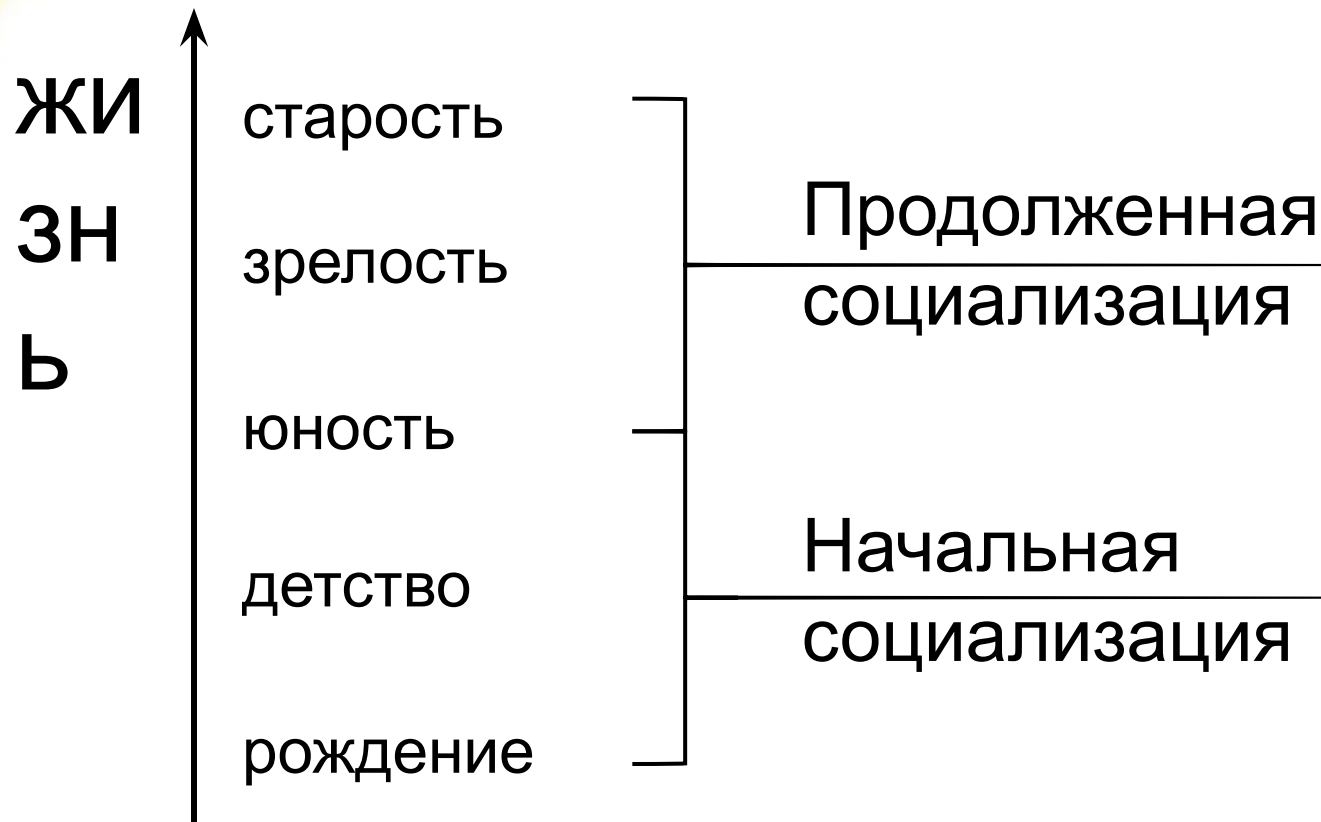 жи
зн
ь
старость
зрелость
юность
детство
рождение
Продолженная
социализация
Начальная
социализация